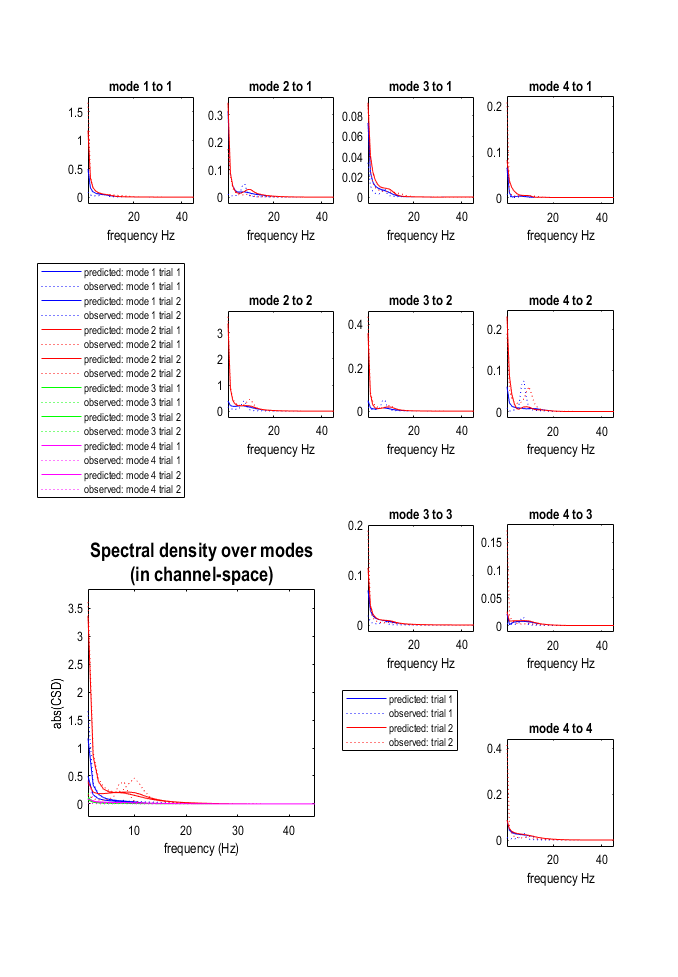 mode 1 to 1
mode 2 to 1
mode 3 to 1
mode 4 to 1
1.5
1
0.5
0
20
40
frequency Hz
0.3
0.2
0.1
0
20
40
frequency Hz
0.08
0.06
0.04
0.02
0
20
40
frequency Hz
0.2
0.1
0
20
40
frequency Hz
predicted: mode 1 trial 1
observed: mode 1 trial 1
predicted: mode 1 trial 2
observed: mode 1 trial 2
predicted: mode 2 trial 1
observed: mode 2 trial 1
predicted: mode 2 trial 2
observed: mode 2 trial 2
predicted: mode 3 trial 1
observed: mode 3 trial 1
predicted: mode 3 trial 2
observed: mode 3 trial 2
predicted: mode 4 trial 1
observed: mode 4 trial 1
predicted: mode 4 trial 2
observed: mode 4 trial 2
mode 2 to 2
3
2
1
0
20
40
frequency Hz
mode 3 to 2
0.4
0.2
0
20
40
frequency Hz
mode 4 to 2
0.2
0.1
0
20
40
frequency Hz
mode 3 to 3
0.2
0.1
0
20
40
frequency Hz
mode 4 to 3
0.15
0.1
0.05
0
20
40
frequency Hz
Spectral density over modes
(in channel-space)
abs(CSD)
3.5
3
2.5
2
1.5
1
0.5
0
10
20
30
40
frequency (Hz)
predicted: trial 1
observed: trial 1
predicted: trial 2
observed: trial 2
mode 4 to 4
0.4
0.2
0
20
40
frequency Hz